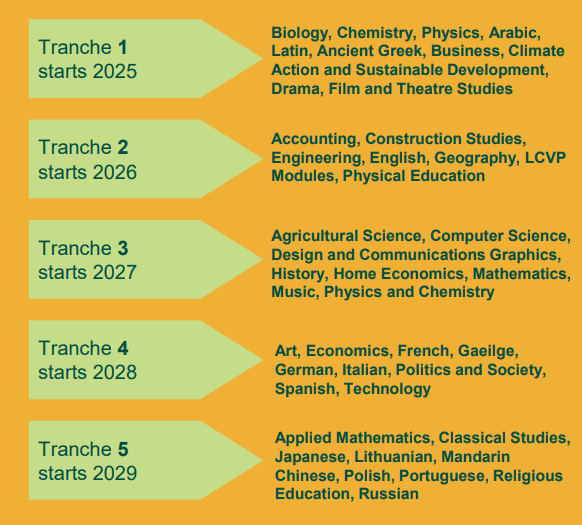 Tranche 1
starts 2025
Biology, Chemistry, Physics, Arabic,
Latin, Ancient Greek, Business, Climate
Action and Sustainable Development,
Drama, Film and Theatre Studies
Tranche 2
starts 2026
Accounting, Construction Studies,
Engineering, English, Geography, LCVP
Modules, Physical Education
Tranche 3
starts 2027
Agricultural Science, Computer Science,
Design and Communications Graphics,
History, Home Economics, Mathematics,
Music, Physics and Chemistry
Tranche 4
starts 2028
Art, Economics, French, Gaeilge,
German, Italian, Politics and Society,
Spanish, Technology
Tranche 5
starts 2029
Applied Mathematics, Classical Studies,
Japanese, Lithuanian, Mandarin
Chinese, Polish, Portuguese, Religious
Education, Russian